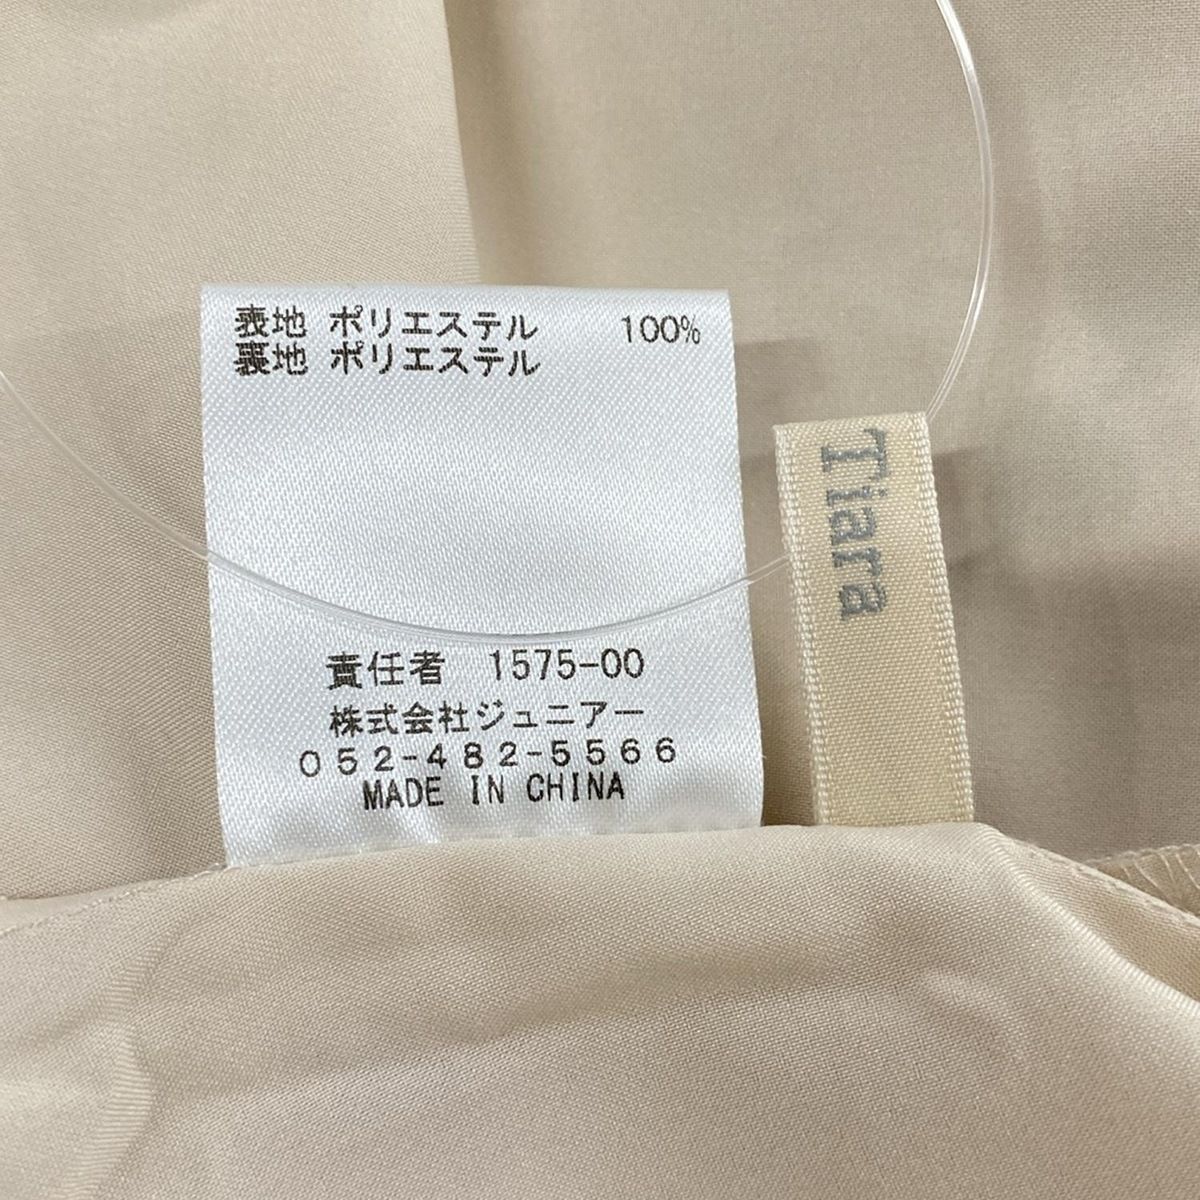 表地 ポリエステル 100%
裏地 ポリエステル
責任者 1575-00
株式会社ジュニアー
052-482-5566
MADE IN CHINA
Tiara